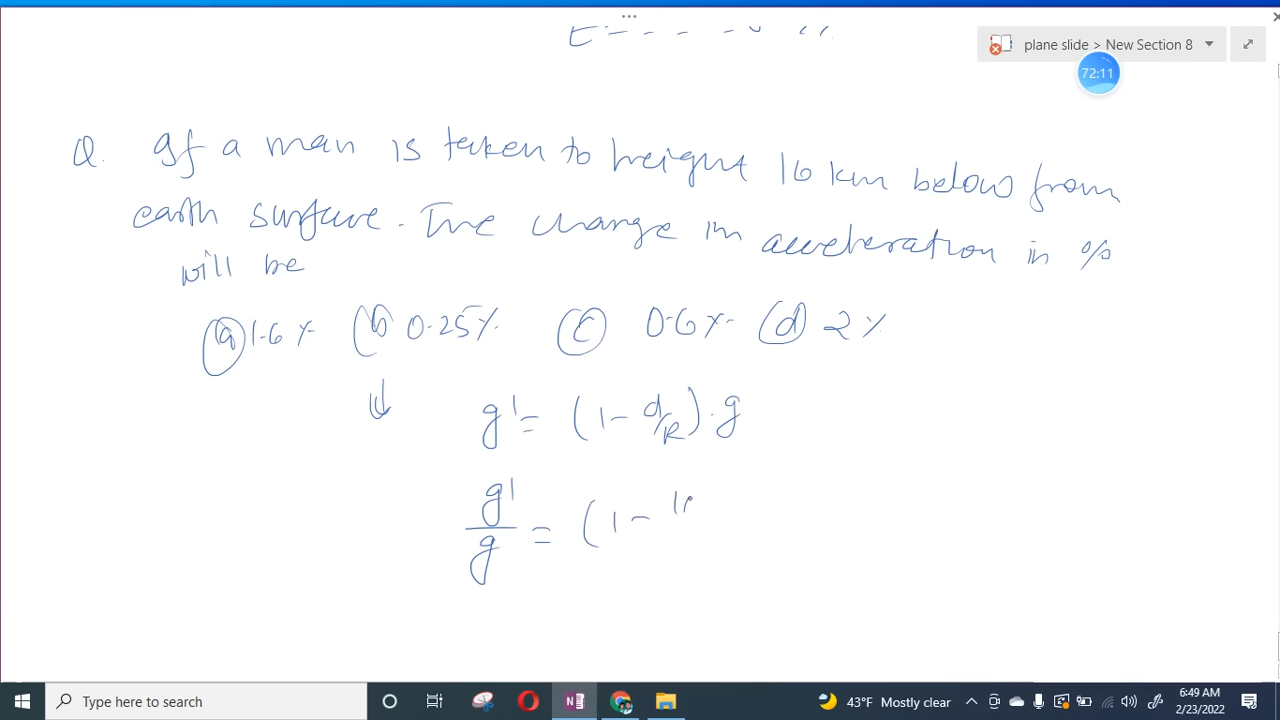 plane slide > New Section 8
72:11
Q. If a man is taken to height 16 km below from
earth surface. The change in acceleration in %
will be
(a) 1.6% (b) 0.25% (c) 0.6% (d) 2%
g' = (1 - d/R) . g
g'/g = (1 -
Type here to search
43°F Mostly clear
6:49 AM
2/23/2022